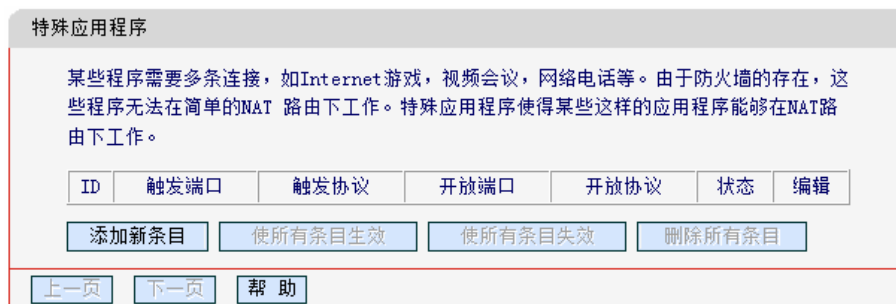 特殊应用程序
某些程序需要多条连接，如Internet游戏，视频会议，网络电话等。由于防火墙的存在，这
些程序无法在简单的NAT 路由下工作。特殊应用程序使得某些这样的应用程序能够在NAT路
由下工作。
ID 触发端口 触发协议 开放端口 开放协议 状态 编辑
添加新条目 使所有条目生效 使所有条目失效 删除所有条目
上一页 下一页 帮 助